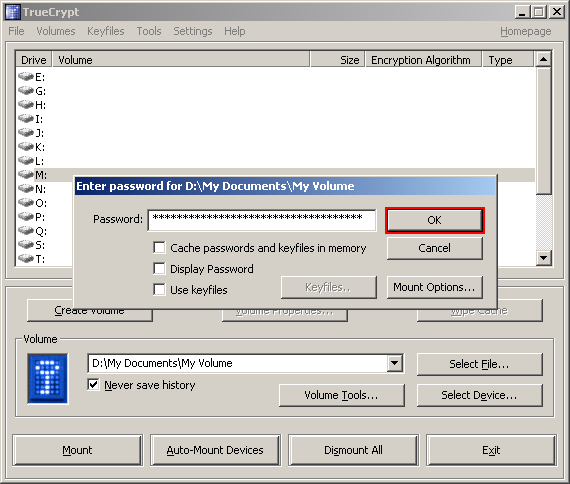 TrueCrypt
File Volumes Keyfiles Tools Settings Help Homepage
Drive Volume Size Encryption Algorithm Type
E:
G:
H:
I:
J:
K:
L:
M:
N:
O:
P:
Q:
S:
T:
Enter password for D:\My Documents\My Volume
Password: ************************************ OK
Cache passwords and keyfiles in memory Cancel
Display Password
Use keyfiles Keyfiles.. Mount Options...
Create Volume Volume Properties... Wipe Cache
Volume
D:\My Documents\My Volume Select File...
Never save history
Volume Tools... Select Device...
Mount Auto-Mount Devices Dismount All Exit